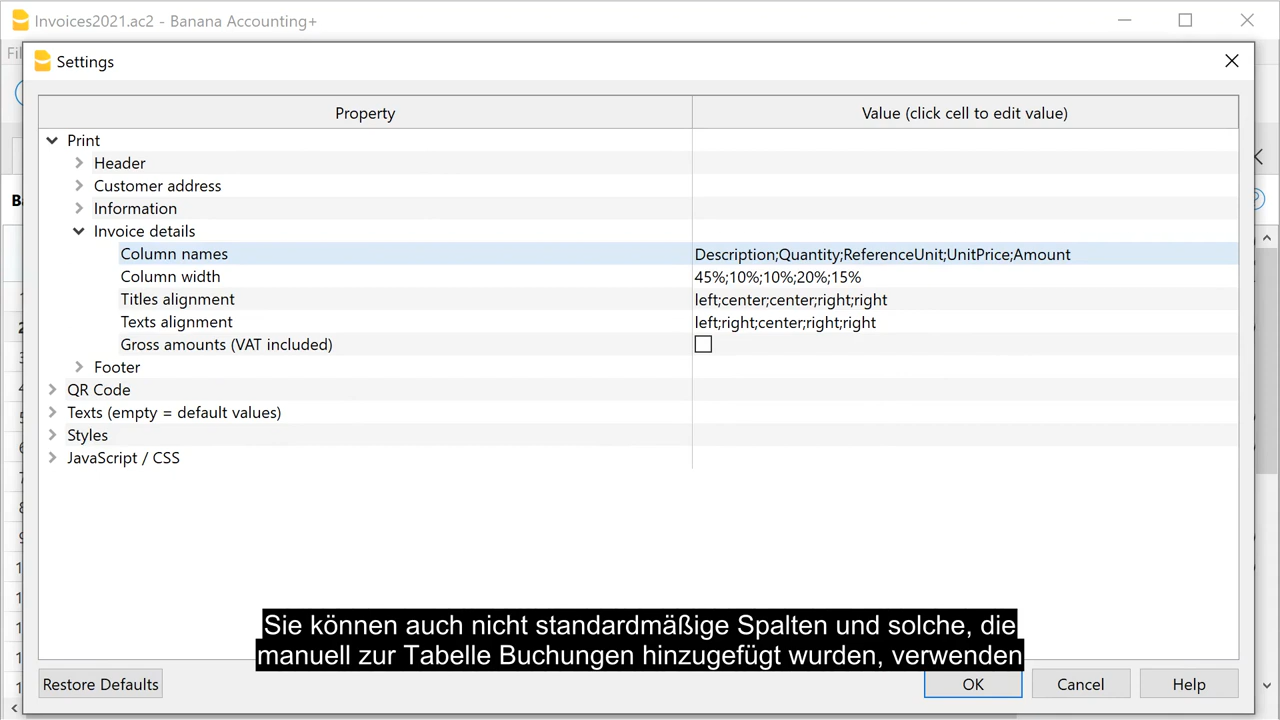 Invoices2021.ac2 - Banana Accounting+
Fil
Settings
Property Value (click cell to edit value)
Print
Header
Customer address
Information
Invoice details
Column names Description;Quantity;ReferenceUnit;UnitPrice;Amount
Column width 45%;10%;10%;20%;15%
Titles alignment left;center;center;right;right
Texts alignment left;right;center;right;right
Gross amounts (VAT included)
Footer
QR Code
Texts (empty = default values)
Styles
JavaScript / CSS
Sie können auch nicht standardmäßige Spalten und solche, die
manuell zur Tabelle Buchungen hinzugefügt wurden, verwenden
Restore Defaults OK Cancel Help